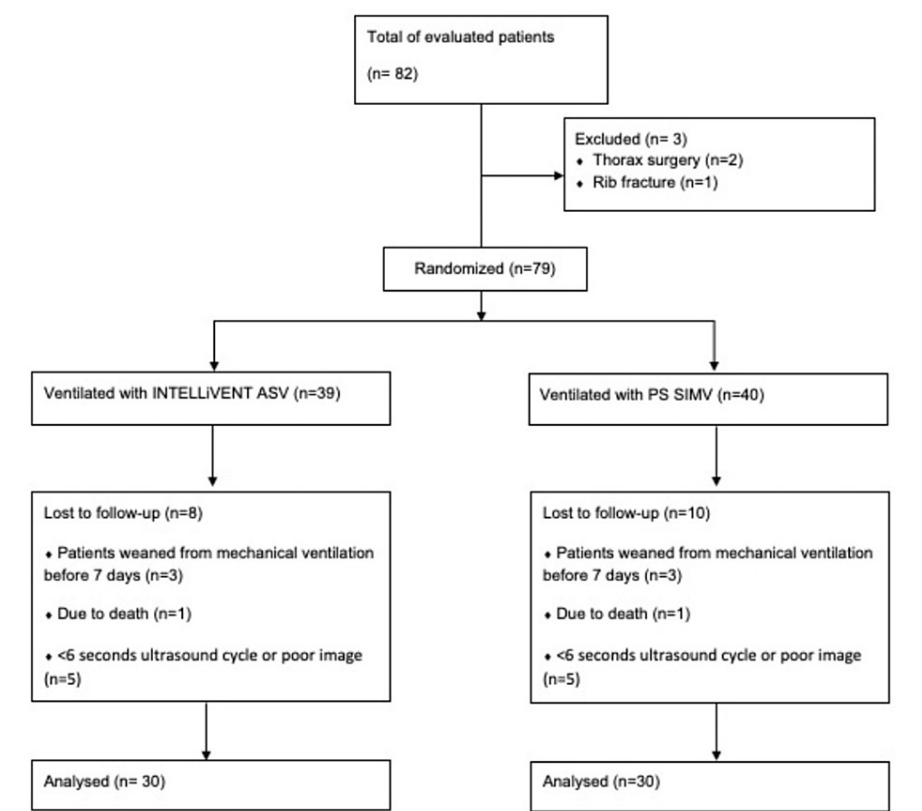 Total of evaluated patients
(n= 82)
Excluded (n= 3)
⬧ Thorax surgery (n=2)
⬧ Rib fracture (n=1)
Randomized (n=79)
Ventilated with INTELLiVENT ASV (n=39)
Ventilated with PS SIMV (n=40)
Lost to follow-up (n=8)
⬧ Patients weaned from mechanical ventilation
before 7 days (n=3)
⬧ Due to death (n=1)
⬧ <6 seconds ultrasound cycle or poor image
(n=5)
Lost to follow-up (n=10)
⬧ Patients weaned from mechanical ventilation
before 7 days (n=3)
⬧ Due to death (n=1)
⬧ <6 seconds ultrasound cycle or poor image
(n=5)
Analysed (n= 30)
Analysed (n=30)